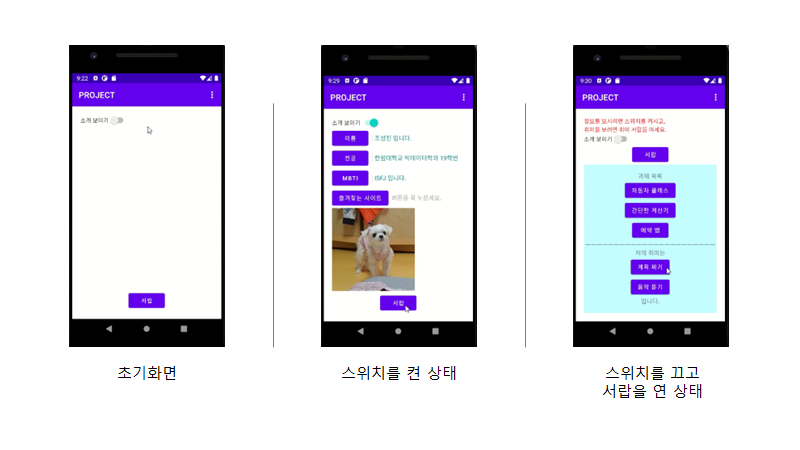 9:22
PROJECT
소개 보이기
서랍
초기화면
9:29
PROJECT
소개 보이기
이름
: 조성진 입니다.
전공
: 한림대학교 빅데이터학과 19학번
MBTI
: ISFJ 입니다.
즐겨찾는 사이트
버튼을 꾹 누르세요.
서랍
스위치를 켠 상태
9:30
PROJECT
정보를 보시려면 스위치를 켜시고,
취미를 보려면 취미 서랍을 여세요.
소개 보이기
서랍
과제 목록
자동차 클래스
간단한 계산기
예약 앱
저의 취미는
계획 짜기
음악 듣기
입니다.
스위치를 끄고
서랍을 연 상태